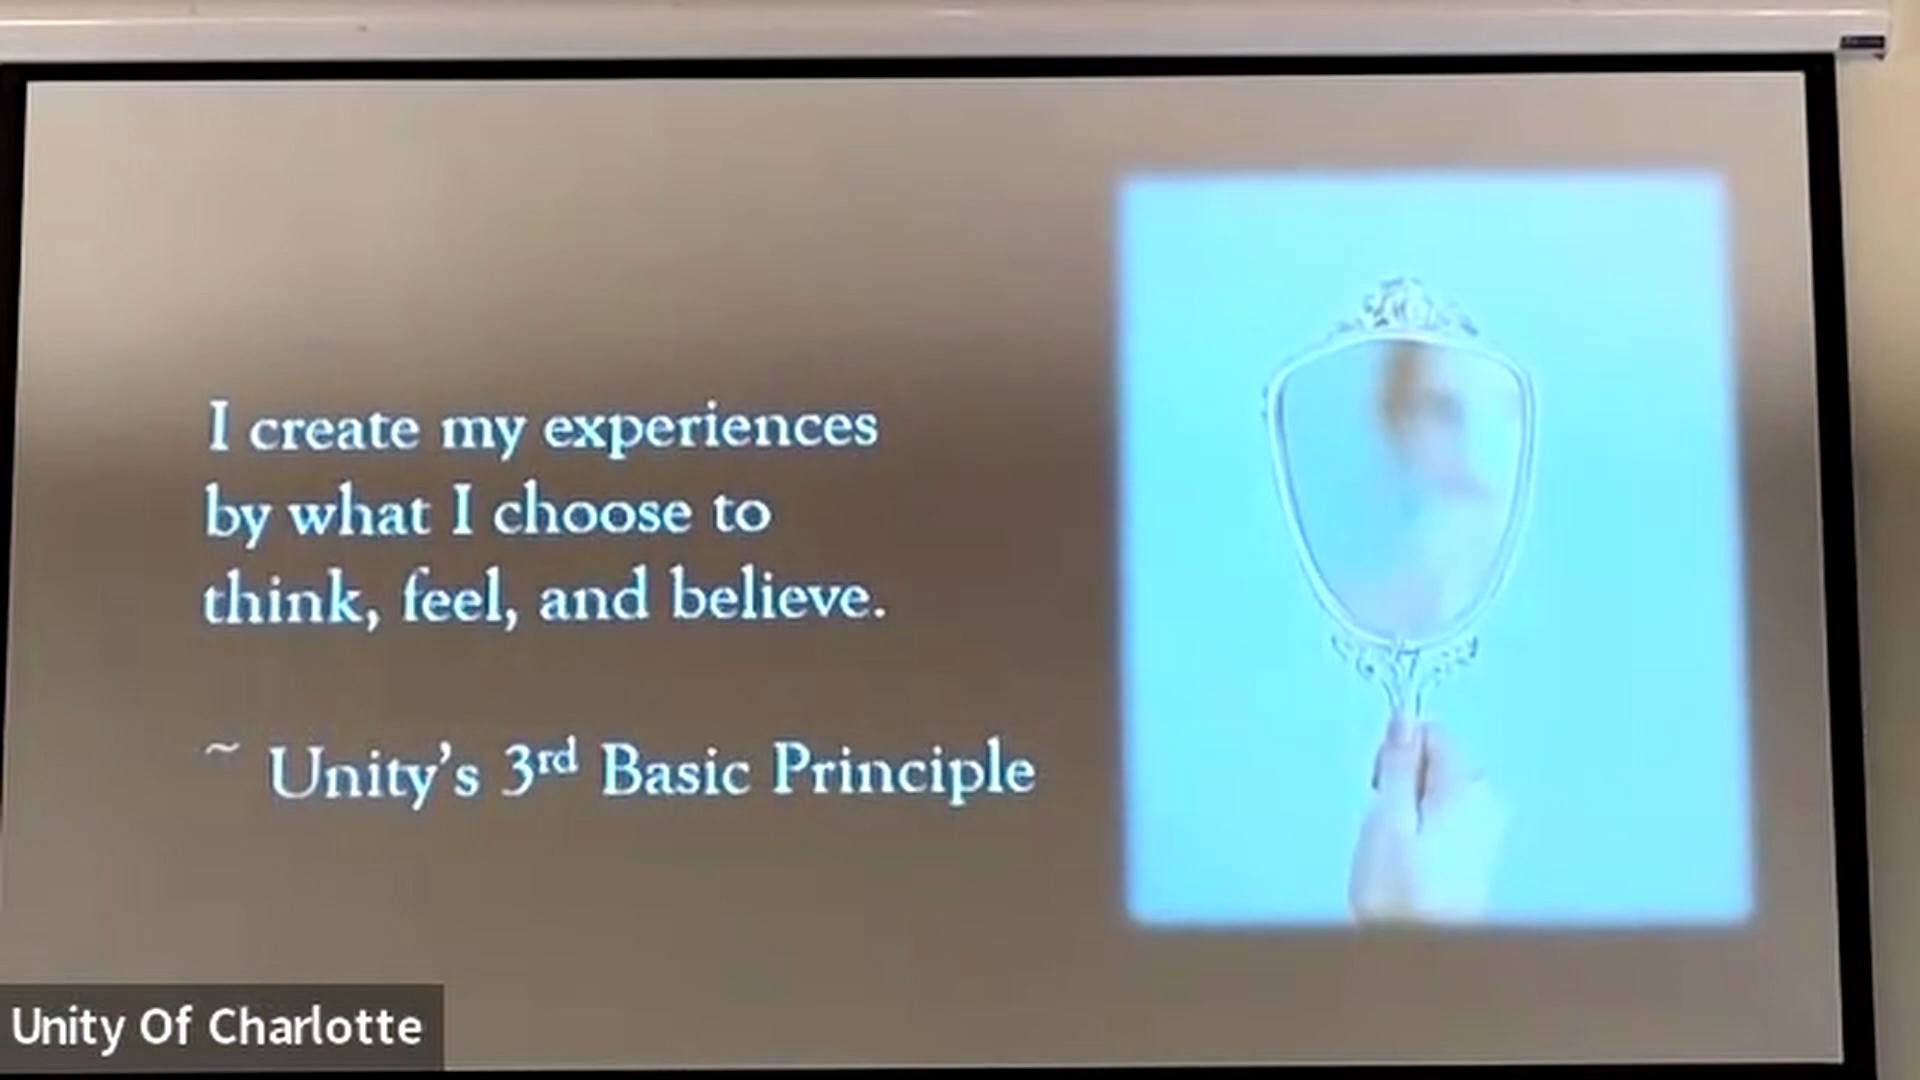 I create my experiences
by what I choose to
think, feel, and believe.
~ Unity's 3rd Basic Principle
Unity Of Charlotte